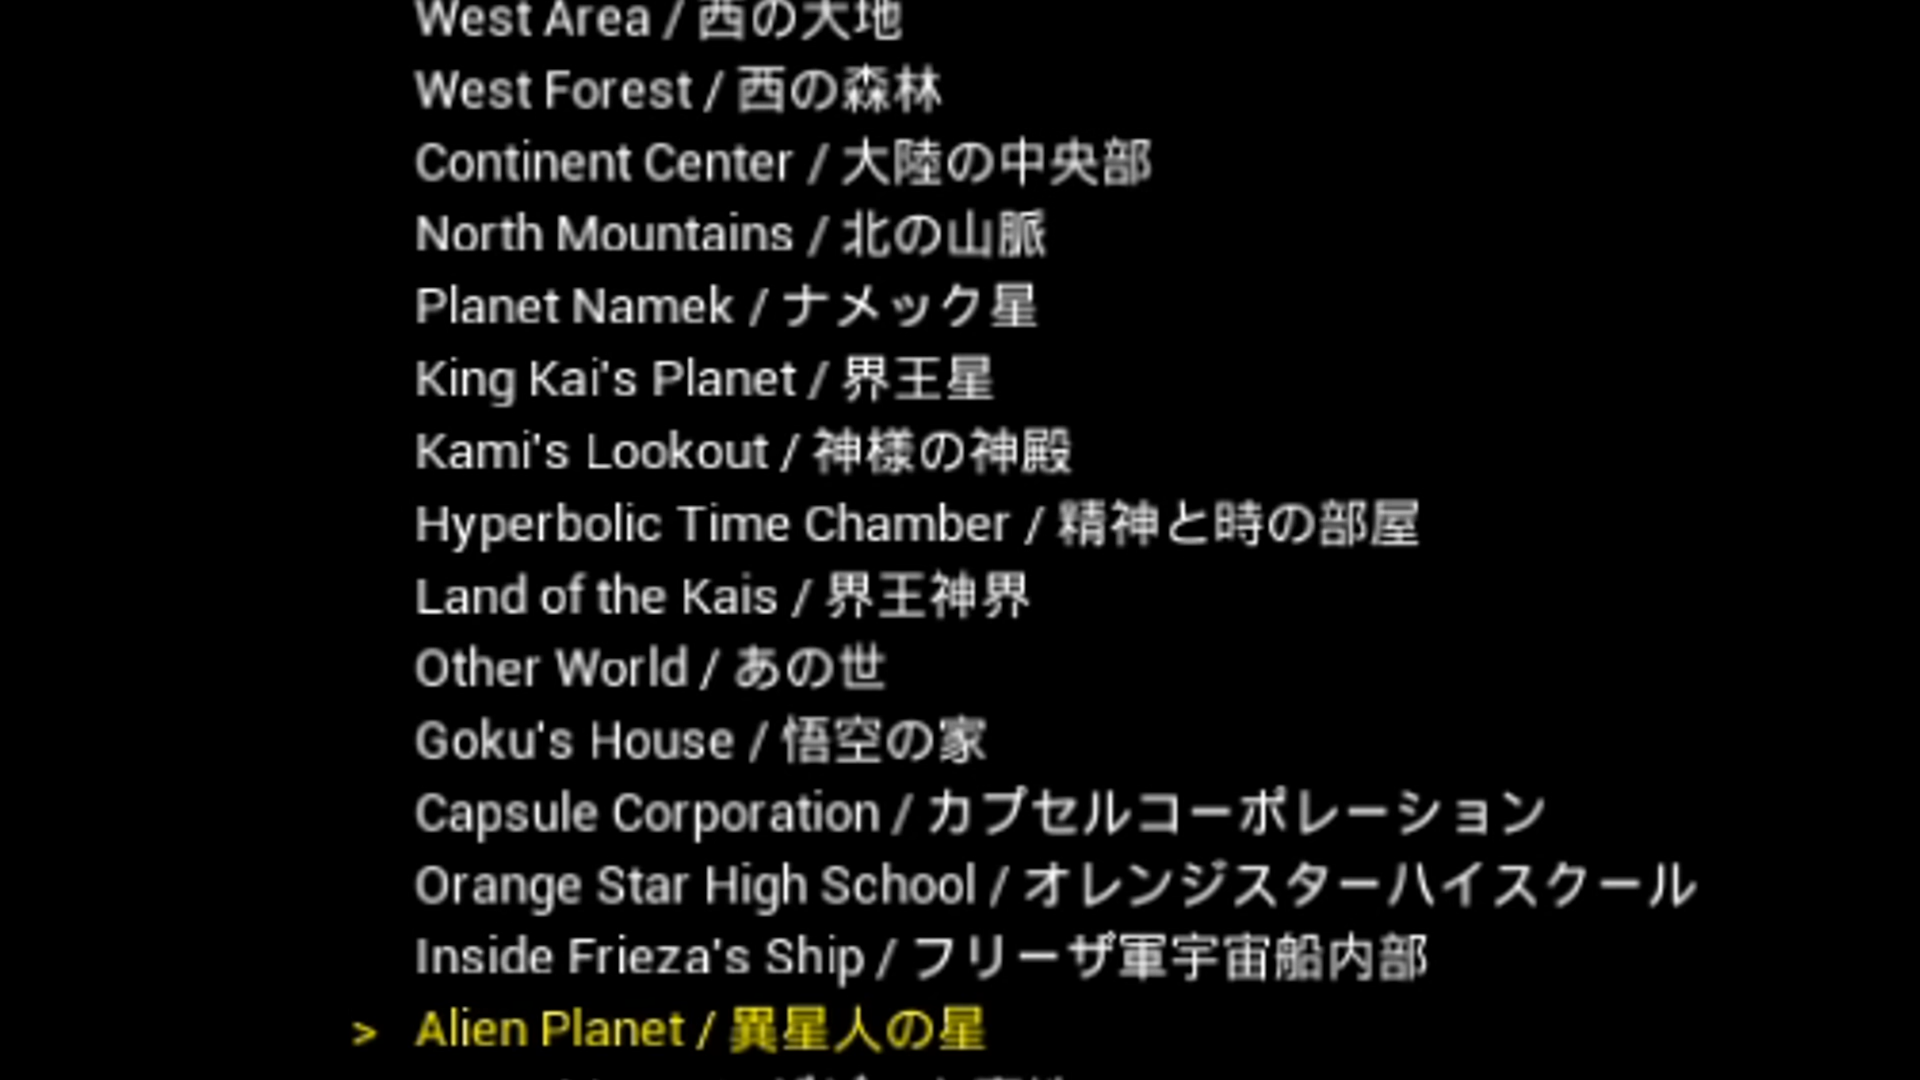 West Area / 西の大地
West Forest / 西の森林
Continent Center / 大陸の中央部
North Mountains / 北の山脈
Planet Namek / ナメック星
King Kai's Planet / 界王星
Kami's Lookout / 神様の神殿
Hyperbolic Time Chamber / 精神と時の部屋
Land of the Kais / 界王神界
Other World / あの世
Goku's House / 悟空の家
Capsule Corporation / カプセルコーポレーション
Orange Star High School / オレンジスターハイスクール
Inside Frieza's Ship / フリーザ軍宇宙船内部
> Alien Planet / 異星人の星